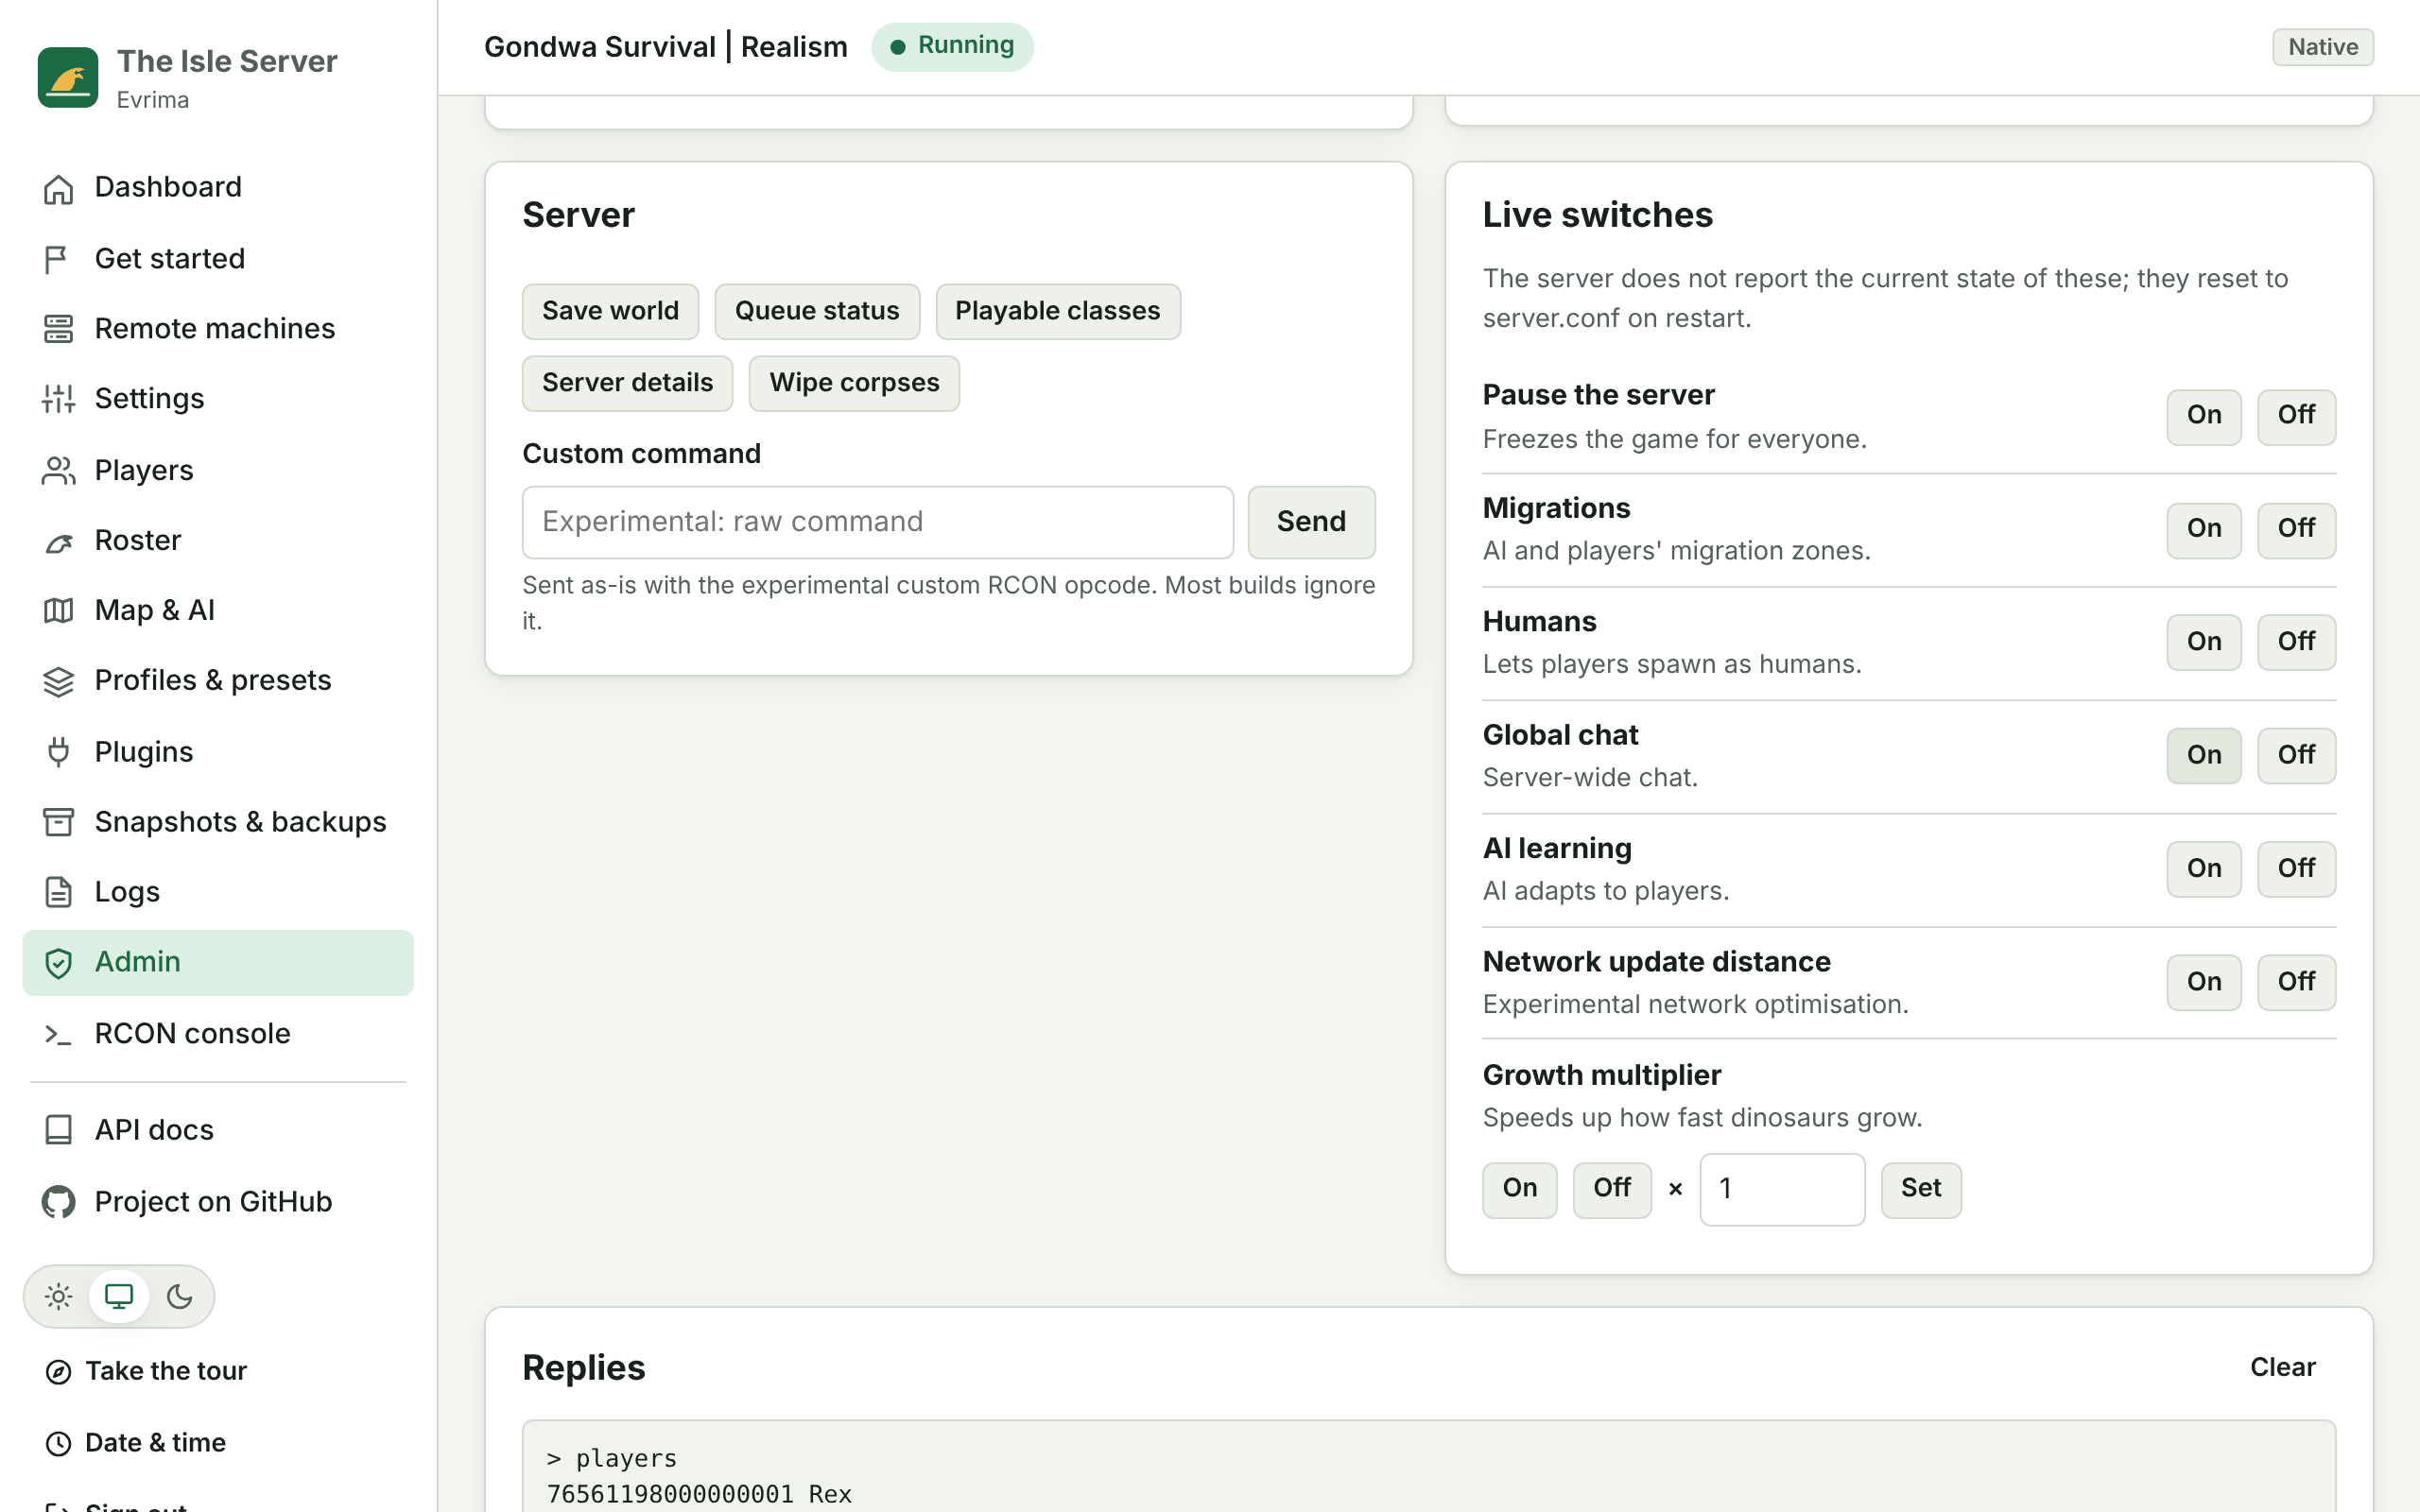 The Isle Server
Evrima
Dashboard
Get started
Remote machines
Settings
Players
Roster
Map & AI
Profiles & presets
Plugins
Snapshots & backups
Logs
Admin
RCON console
API docs
Project on GitHub
Take the tour
Date & time
Sign out
Gondwa Survival | Realism
Running
Native
Server
Save world
Queue status
Playable classes
Server details
Wipe corpses
Custom command
Experimental: raw command
Send
Sent as-is with the experimental custom RCON opcode. Most builds ignore
it.
Live switches
The server does not report the current state of these; they reset to
server.conf on restart.
Pause the server
Freezes the game for everyone.
On Off
Migrations
AI and players' migration zones.
On Off
Humans
Lets players spawn as humans.
On Off
Global chat
Server-wide chat.
On Off
AI learning
AI adapts to players.
On Off
Network update distance
Experimental network optimisation.
On Off
Growth multiplier
Speeds up how fast dinosaurs grow.
On Off × 1 Set
Replies
Clear
> players
76561198000000001 Rex